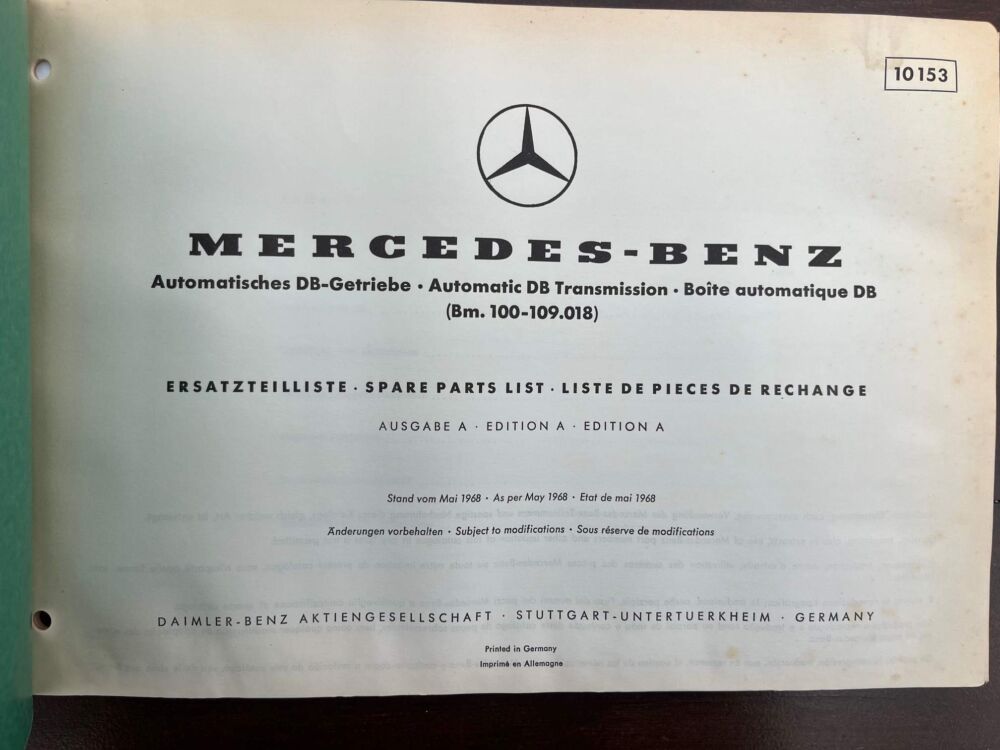 10153
MERCEDES-BENZ
Automatisches DB-Getriebe · Automatic DB Transmission · Boîte automatique DB
(Bm. 100-109.018)
ERSATZTEILLISTE · SPARE PARTS LIST · LISTE DE PIECES DE RECHANGE
AUSGABE A · EDITION A · EDITION A
Stand vom Mai 1968 · As per May 1968 · Etat de mai 1968
Änderungen vorbehalten · Subject to modifications · Sous réserve de modifications
DAIMLER-BENZ AKTIENGESELLSCHAFT · STUTTGART-UNTERTUERKHEIM · GERMANY
Printed in Germany
Imprimé en Allemagne